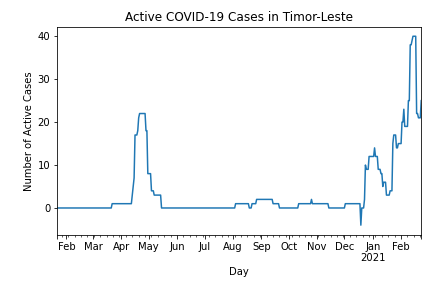 Active COVID-19 Cases in Timor-Leste
Number of Active Cases
40
30
20
10
0
Feb Mar Apr May Jun Jul Aug Sep Oct Nov Dec Jan Feb
2021
Day